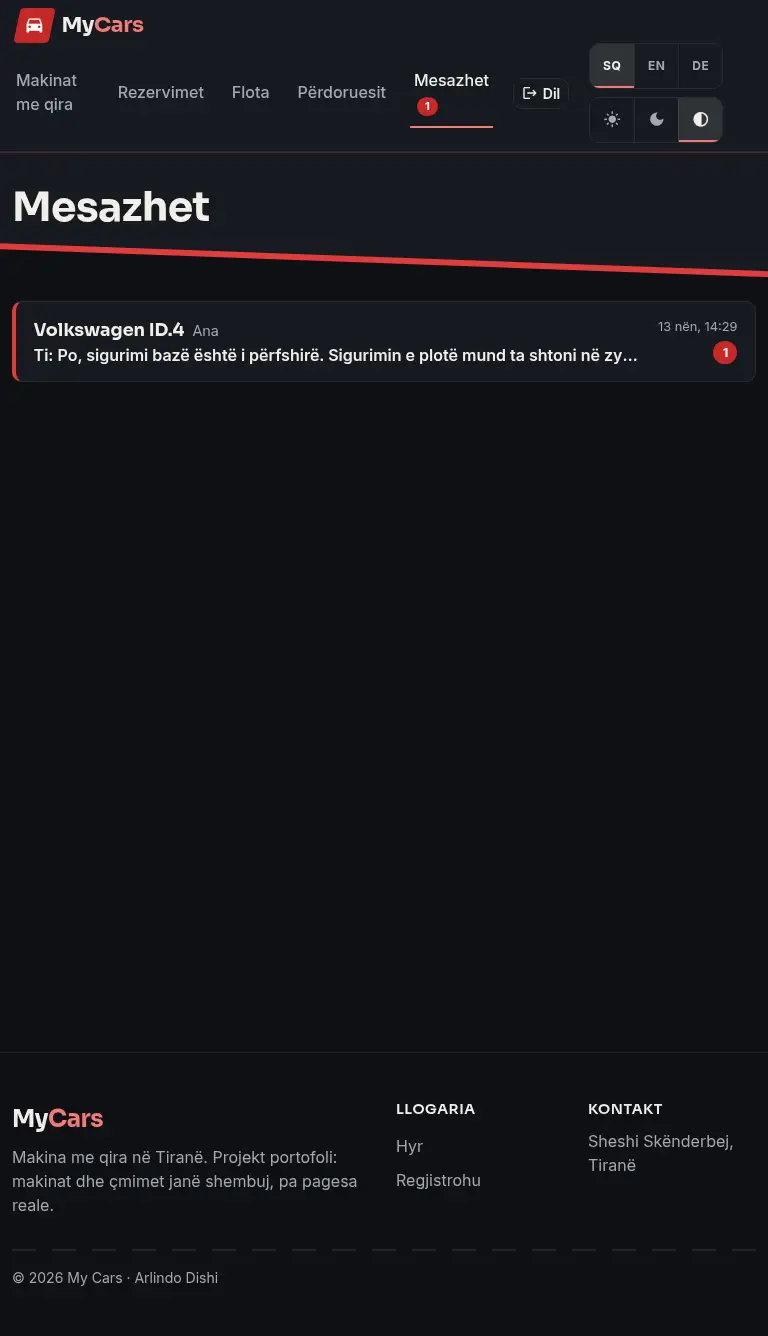 MyCars
Makinat
me qira
Rezervimet
Flota
Përdoruesit
Mesazhet
1
Dil
SQ EN DE
Mesazhet
Volkswagen ID.4 Ana
13 nën, 14:29
Ti: Po, sigurimi bazë është i përfshirë. Sigurimin e plotë mund ta shtoni në zy...
1
MyCars
Makina me qira në Tiranë. Projekt portofoli:
makinat dhe çmimet janë shembuj, pa pagesa
reale.
LLOGARIA
Hyr
Regjistrohu
KONTAKT
Sheshi Skënderbej,
Tiranë
© 2026 My Cars · Arlindo Dishi